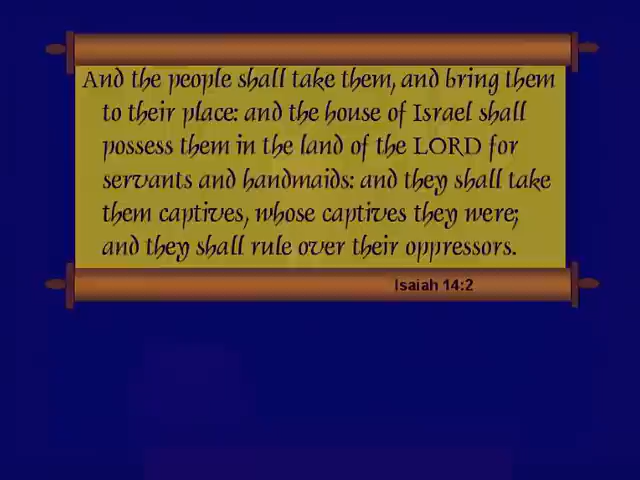 And the people shall take them, and bring them
to their place: and the house of Israel shall
possess them in the land of the LORD for
servants and handmaids: and they shall take
them captives, whose captives they were;
and they shall rule over their oppressors.
Isaiah 14:2